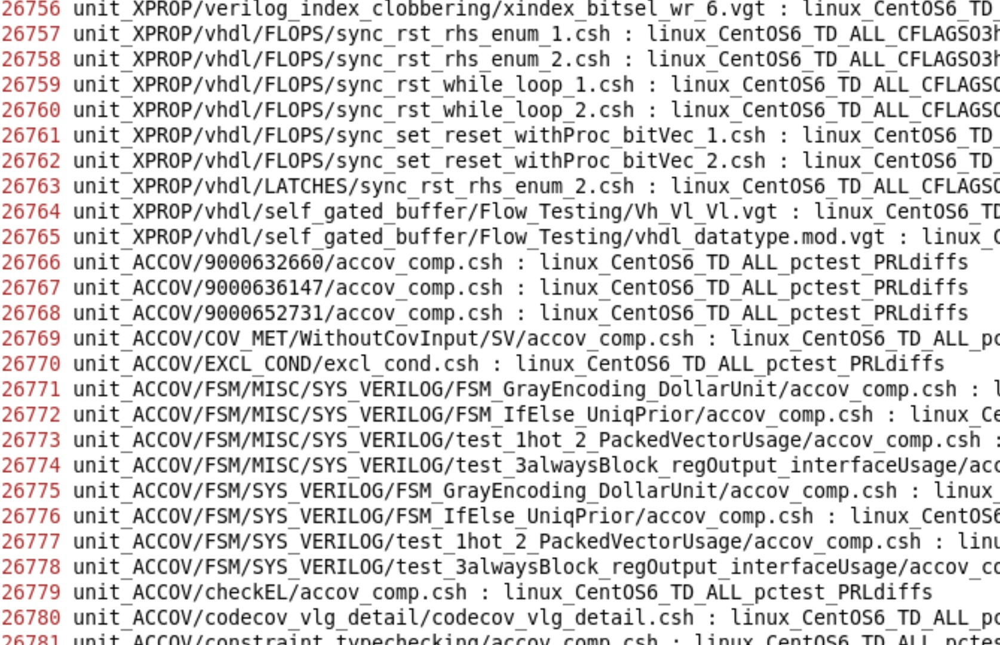 26756 unit_XPROP/verilog_index_clobbering/xindex_bitsel_wr_6.vgt : linux_CentOS6_TD_
26757 unit_XPROP/vhdl/FLOPS/sync_rst_rhs_enum_1.csh : linux_CentOS6_TD_ALL_CFLAGSO3h
26758 unit_XPROP/vhdl/FLOPS/sync_rst_rhs_enum_2.csh : linux_CentOS6_TD_ALL_CFLAGSO3h
26759 unit_XPROP/vhdl/FLOPS/sync_rst_while_loop_1.csh : linux_CentOS6_TD_ALL_CFLAGSO
26760 unit_XPROP/vhdl/FLOPS/sync_rst_while_loop_2.csh : linux_CentOS6_TD_ALL_CFLAGSO
26761 unit_XPROP/vhdl/FLOPS/sync_set_reset_withProc_bitVec_1.csh : linux_CentOS6_TD_
26762 unit_XPROP/vhdl/FLOPS/sync_set_reset_withProc_bitVec_2.csh : linux_CentOS6_TD_
26763 unit_XPROP/vhdl/LATCHES/sync_rst_rhs_enum_2.csh : linux_CentOS6_TD_ALL_CFLAGSO
26764 unit_XPROP/vhdl/self_gated_buffer/Flow_Testing/Vh_Vl_Vl.vgt : linux_CentOS6_TD
26765 unit_XPROP/vhdl/self_gated_buffer/Flow_Testing/vhdl_datatype.mod.vgt : linux_C
26766 unit_ACCOV/9000632660/accov_comp.csh : linux_CentOS6_TD_ALL_pctest_PRLdiffs
26767 unit_ACCOV/9000636147/accov_comp.csh : linux_CentOS6_TD_ALL_pctest_PRLdiffs
26768 unit_ACCOV/9000652731/accov_comp.csh : linux_CentOS6_TD_ALL_pctest_PRLdiffs
26769 unit_ACCOV/COV_MET/WithoutCovInput/SV/accov_comp.csh : linux_CentOS6_TD_ALL_pc
26770 unit_ACCOV/EXCL_COND/excl_cond.csh : linux_CentOS6_TD_ALL_pctest_PRLdiffs
26771 unit_ACCOV/FSM/MISC/SYS_VERILOG/FSM_GrayEncoding_DollarUnit/accov_comp.csh : l
26772 unit_ACCOV/FSM/MISC/SYS_VERILOG/FSM_IfElse_UniqPrior/accov_comp.csh : linux_Ce
26773 unit_ACCOV/FSM/MISC/SYS_VERILOG/test_1hot_2_PackedVectorUsage/accov_comp.csh :
26774 unit_ACCOV/FSM/MISC/SYS_VERILOG/test_3alwaysBlock_regOutput_interfaceUsage/acc
26775 unit_ACCOV/FSM/SYS_VERILOG/FSM_GrayEncoding_DollarUnit/accov_comp.csh : linux_
26776 unit_ACCOV/FSM/SYS_VERILOG/FSM_IfElse_UniqPrior/accov_comp.csh : linux_CentOS6
26777 unit_ACCOV/FSM/SYS_VERILOG/test_1hot_2_PackedVectorUsage/accov_comp.csh : linu
26778 unit_ACCOV/FSM/SYS_VERILOG/test_3alwaysBlock_regOutput_interfaceUsage/accov_co
26779 unit_ACCOV/checkEL/accov_comp.csh : linux_CentOS6_TD_ALL_pctest_PRLdiffs
26780 unit_ACCOV/codecov_vlg_detail/codecov_vlg_detail.csh : linux_CentOS6_TD_ALL_pc
26781 unit_ACCOV/constraint_typechecking/accov_comp.csh : linux_CentOS6_TD_ALL_pctes